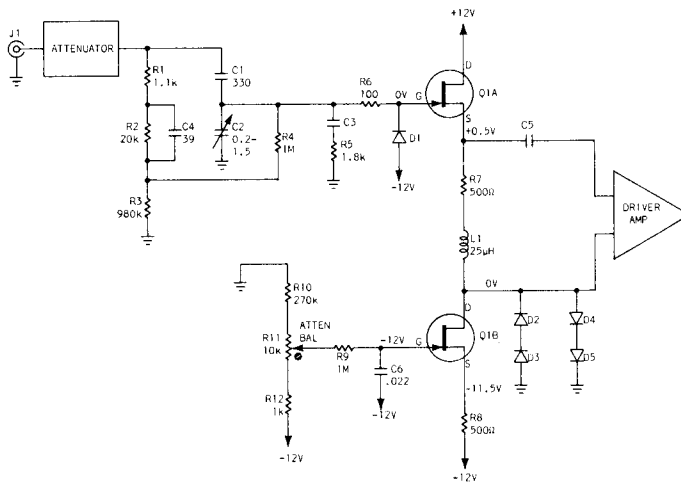 J1
ATTENUATOR
R1
1.1k
C1
330
R2
20k
C4
39
C2
0.2-
1.5
R4
1M
C3
R5
1.8k
R3
980k
R6
100
0V
D1
-12V
+12V
D
G
Q1A
S
+0.5V
C5
R7
500Ω
L1
25μH
DRIVER
AMP
0V
D
G
Q1B
S
-11.5V
R8
500Ω
-12V
D2
D3
D4
D5
R10
270k
R11
10k
ATTEN
BAL
R9
1M
-12V
C6
.022
-12V
R12
1k
-12V